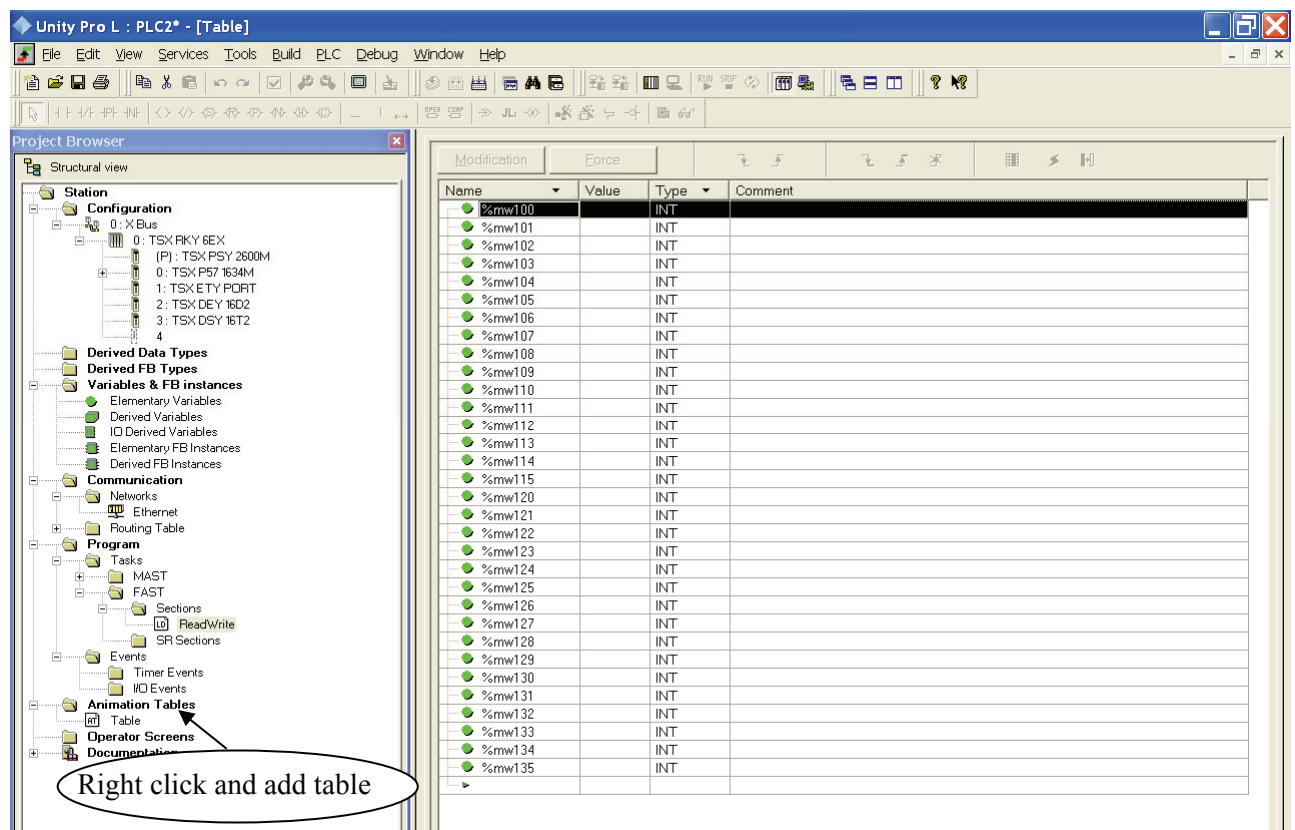 Unity Pro L : PLC2* - [Table]
File Edit View Services Tools Build PLC Debug Window Help
Project Browser
Structural view
Station
Configuration
0 : X Bus
0 : TSX RKY 6EX
(P) : TSX PSY 2600M
0 : TSX P57 1634M
1 : TSX ETY PORT
2 : TSX DEY 16D2
3 : TSX DSY 16T2
4
Derived Data Types
Derived FB Types
Variables & FB instances
Elementary Variables
Derived Variables
IO Derived Variables
Elementary FB Instances
Derived FB Instances
Communication
Networks
Ethernet
Routing Table
Program
Tasks
MAST
FAST
Sections
LD ReadWrite
SR Sections
Events
Timer Events
I/O Events
Animation Tables
AT Table
Operator Screens
Documentation
Right click and add table
Modification Force
Name Value Type Comment
%mw100 INT
%mw101 INT
%mw102 INT
%mw103 INT
%mw104 INT
%mw105 INT
%mw106 INT
%mw107 INT
%mw108 INT
%mw109 INT
%mw110 INT
%mw111 INT
%mw112 INT
%mw113 INT
%mw114 INT
%mw115 INT
%mw120 INT
%mw121 INT
%mw122 INT
%mw123 INT
%mw124 INT
%mw125 INT
%mw126 INT
%mw127 INT
%mw128 INT
%mw129 INT
%mw130 INT
%mw131 INT
%mw132 INT
%mw133 INT
%mw134 INT
%mw135 INT